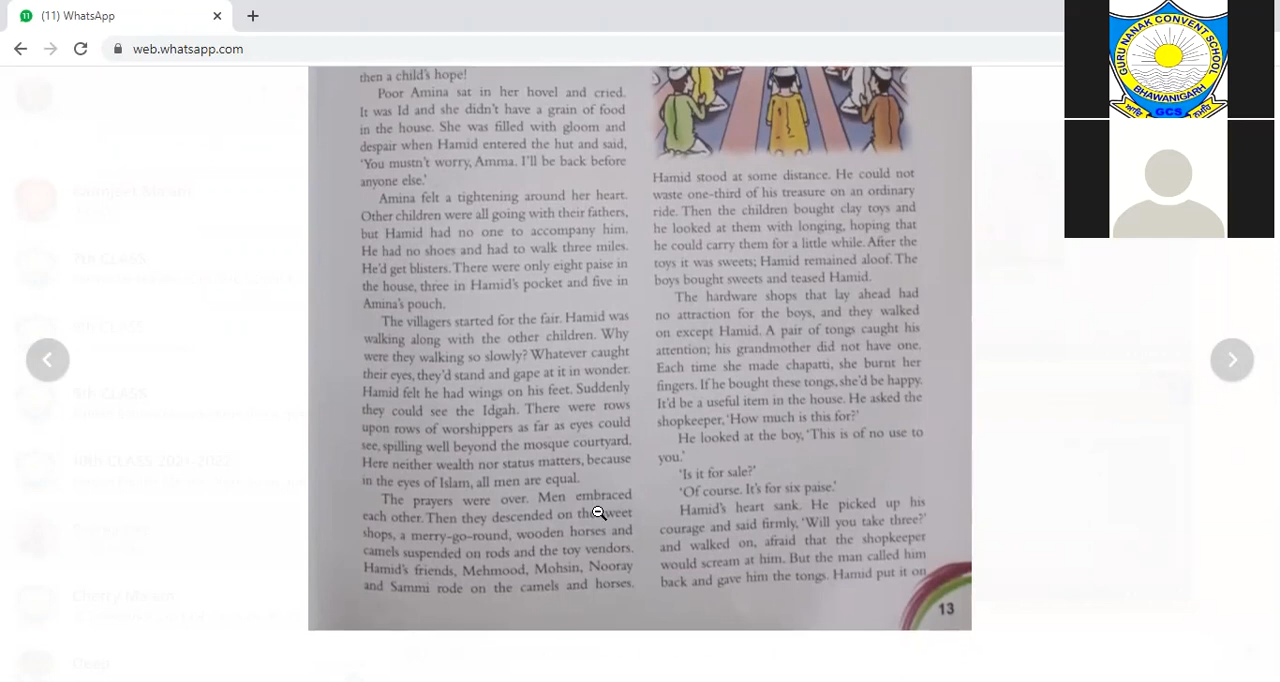 (11) WhatsApp
web.whatsapp.com
then a child's hope!
Poor Amina sat in her hovel and cried.
It was Id and she didn't have a grain of food
in the house. She was filled with gloom and
despair when Hamid entered the hut and said,
'You mustn't worry, Amma. I'll be back before
anyone else.'
Amina felt a tightening around her heart.
Other children were all going with their fathers,
but Hamid had no one to accompany him.
He had no shoes and had to walk three miles.
He'd get blisters. There were only eight paise in
the house, three in Hamid's pocket and five in
Amina's pouch.
The villagers started for the fair. Hamid was
walking along with the other children. Why
were they walking so slowly? Whatever caught
their eyes, they'd stand and gape at it in wonder.
Hamid felt he had wings on his feet. Suddenly
they could see the Idgah. There were rows
upon rows of worshippers as far as eyes could
see, spilling well beyond the mosque courtyard.
Here neither wealth nor status matters, because
in the eyes of Islam, all men are equal.
The prayers were over. Men embraced
each other. Then they descended on the sweet
shops, a merry-go-round, wooden horses and
camels suspended on rods and the toy vendors.
Hamid's friends, Mehmood, Mohsin, Nooray
and Sammi rode on the camels and horses.
Hamid stood at some distance. He could not
waste one-third of his treasure on an ordinary
ride. Then the children bought clay toys and
he looked at them with longing, hoping that
he could carry them for a little while. After the
toys it was sweets; Hamid remained aloof. The
boys bought sweets and teased Hamid.
The hardware shops that lay ahead had
no attraction for the boys, and they walked
on except Hamid. A pair of tongs caught his
attention; his grandmother did not have one.
Each time she made chapatti, she burnt her
fingers. If he bought these tongs, she'd be happy.
It'd be a useful item in the house. He asked the
shopkeeper, 'How much is this for?'
He looked at the boy, 'This is of no use to
you.'
'Is it for sale?'
'Of course. It's for six paise.'
Hamid's heart sank. He picked up his
courage and said firmly, 'Will you take three?'
and walked on, afraid that the shopkeeper
would scream at him. But the man called him
back and gave him the tongs. Hamid put it on
13
GURU NANAK CONVENT SCHOOL
BHAWANIGARH
GCS
7th CLASS
9th CLASS
10th CLASS 2021-2022
Cherry Ma'am
Deep